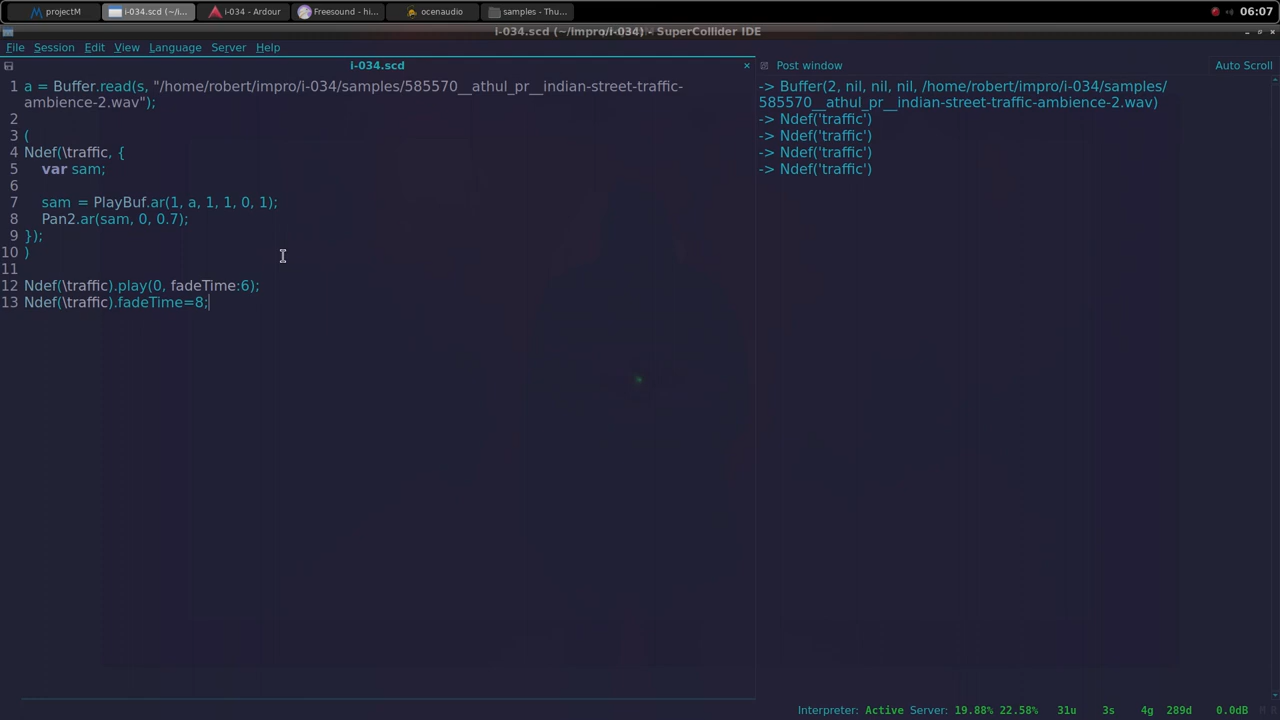 projectM
i-034.scd (~/i...
i-034 - Ardour
Freesound - hi...
ocenaudio
samples - Thu...
06:07
i-034.scd (~/impro/i-034) - SuperCollider IDE
File Session Edit View Language Server Help
i-034.scd
Post window
Auto Scroll
1 a = Buffer.read(s, "/home/robert/impro/i-034/samples/585570__athul_pr__indian-street-traffic-
ambience-2.wav");
2
3 (
4 Ndef(\traffic, {
5 var sam;
6
7 sam = PlayBuf.ar(1, a, 1, 1, 0, 1);
8 Pan2.ar(sam, 0, 0.7);
9 });
10 )
11
12 Ndef(\traffic).play(0, fadeTime:6);
13 Ndef(\traffic).fadeTime=8;
-> Buffer(2, nil, nil, nil, /home/robert/impro/i-034/samples/
585570__athul_pr__indian-street-traffic-ambience-2.wav)
-> Ndef('traffic')
-> Ndef('traffic')
-> Ndef('traffic')
-> Ndef('traffic')
Interpreter: Active Server: 19.88% 22.58% 31u 3s 4g 289d 0.0dB